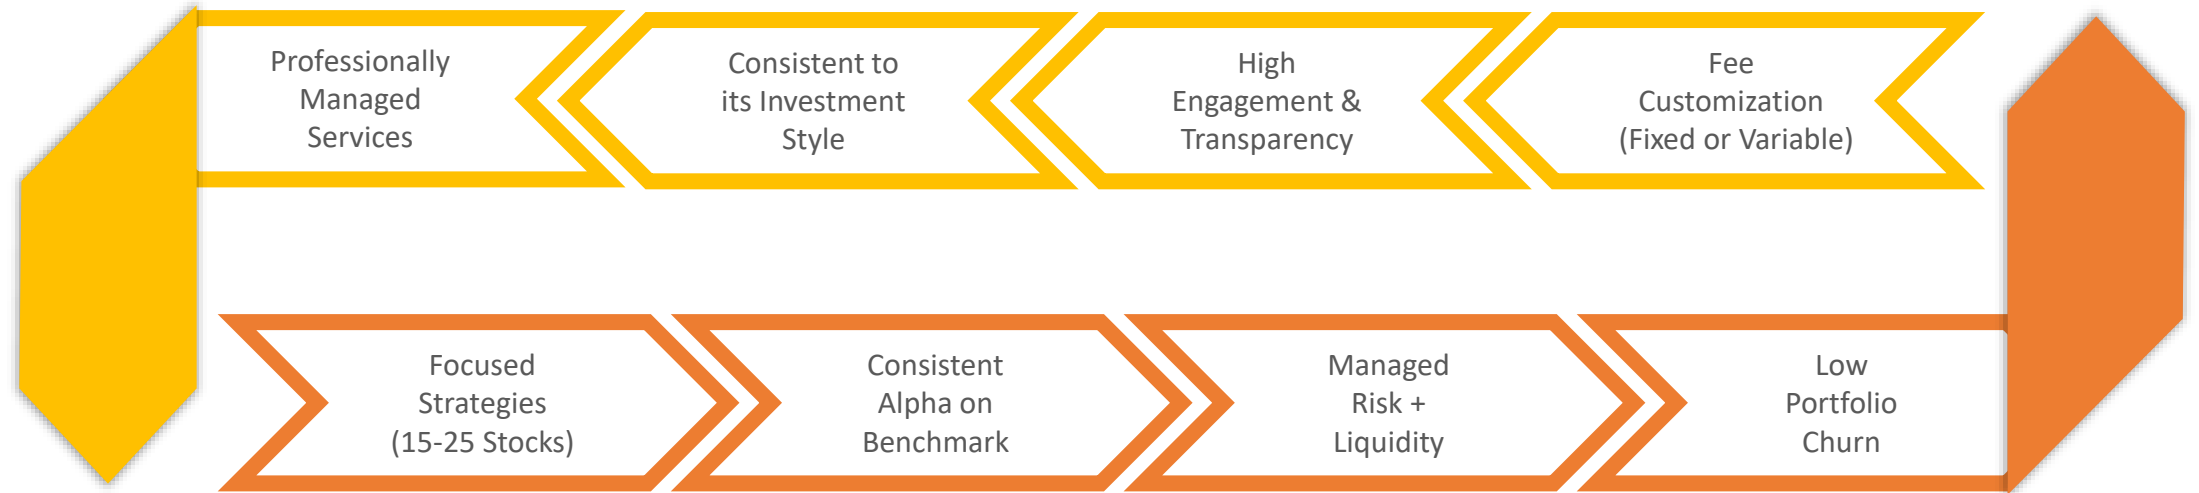 Professionally
Managed
Services
Consistent to
its Investment
Style
High
Engagement &
Transparency
Fee
Customization
(Fixed or Variable)
Focused
Strategies
(15-25 Stocks)
Consistent
Alpha on
Benchmark
Managed
Risk +
Liquidity
Low
Portfolio
Churn